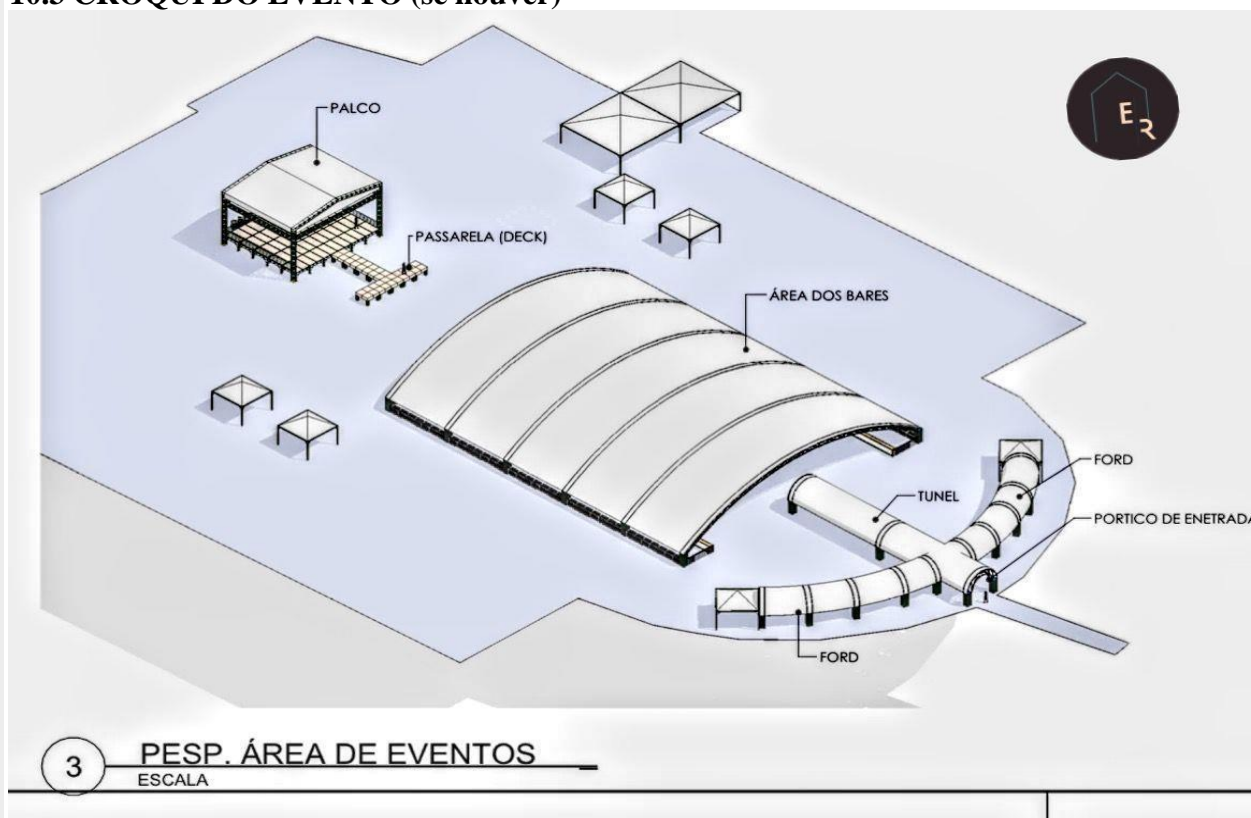 10.5 CROQUI DO EVENTO (se houver)
E
R
PALCO
PASSARELA (DECK)
ÁREA DOS BARES
FORD
TUNEL
PORTICO DE ENETRADA
FORD
3
PESP. ÁREA DE EVENTOS
ESCALA